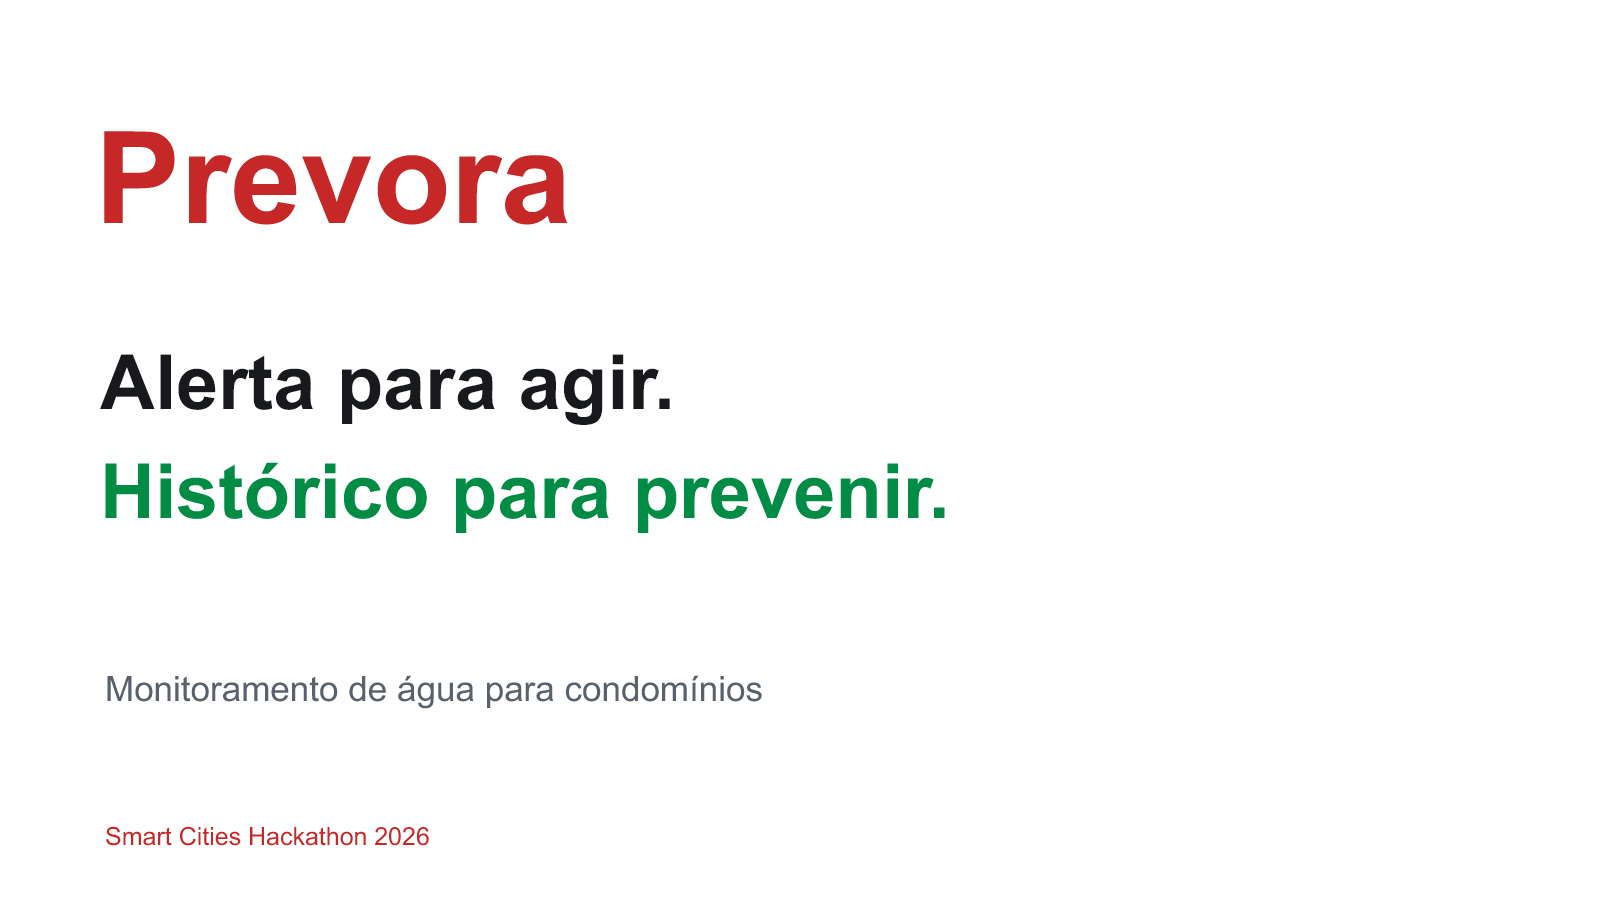 Prevora
Alerta para agir.
Histórico para prevenir.
Monitoramento de água para condomínios
Smart Cities Hackathon 2026